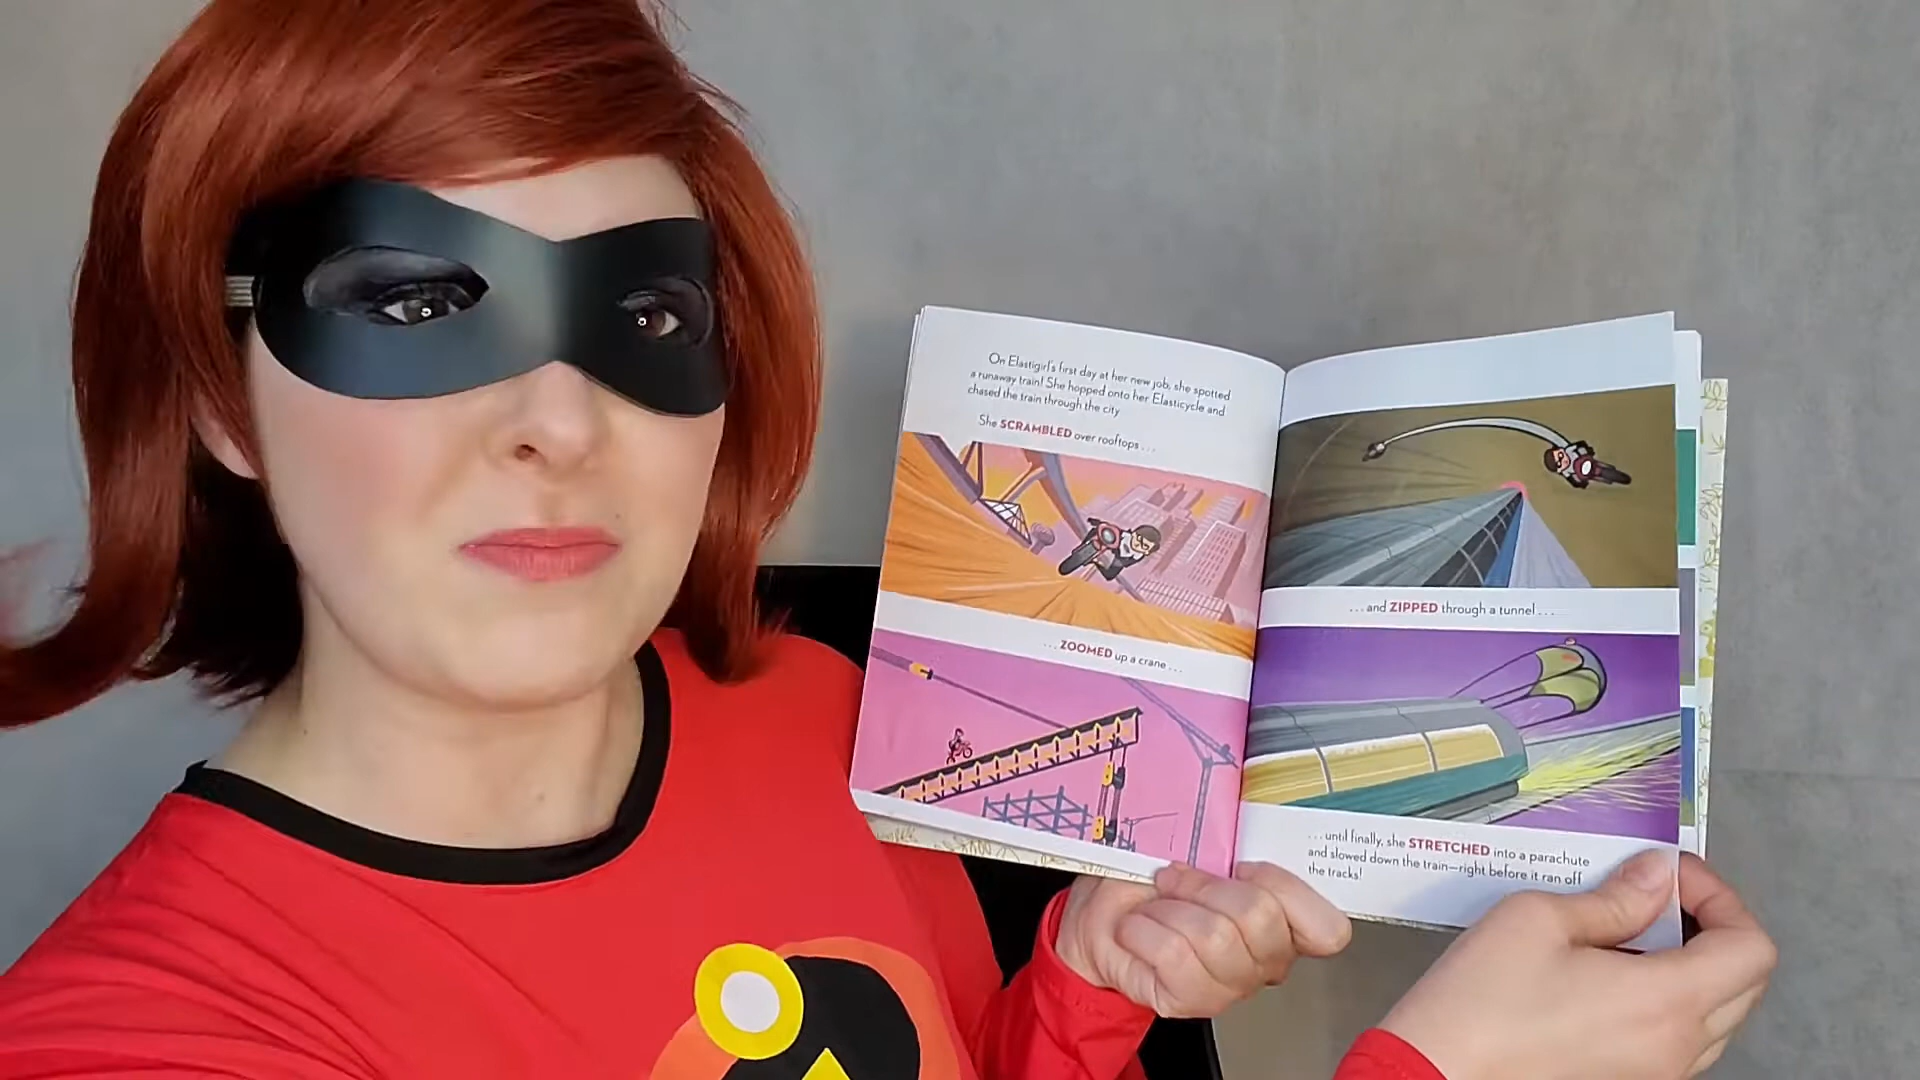 On Elastigirl's first day at her new job, she spotted
a runaway train! She hopped onto her Elasticycle and
chased the train through the city
She SCRAMBLED over rooftops . . .
. . . ZOOMED up a crane . . .
. . . and ZIPPED through a tunnel . . .
. . . until finally, she STRETCHED into a parachute
and slowed down the train—right before it ran off
the tracks!